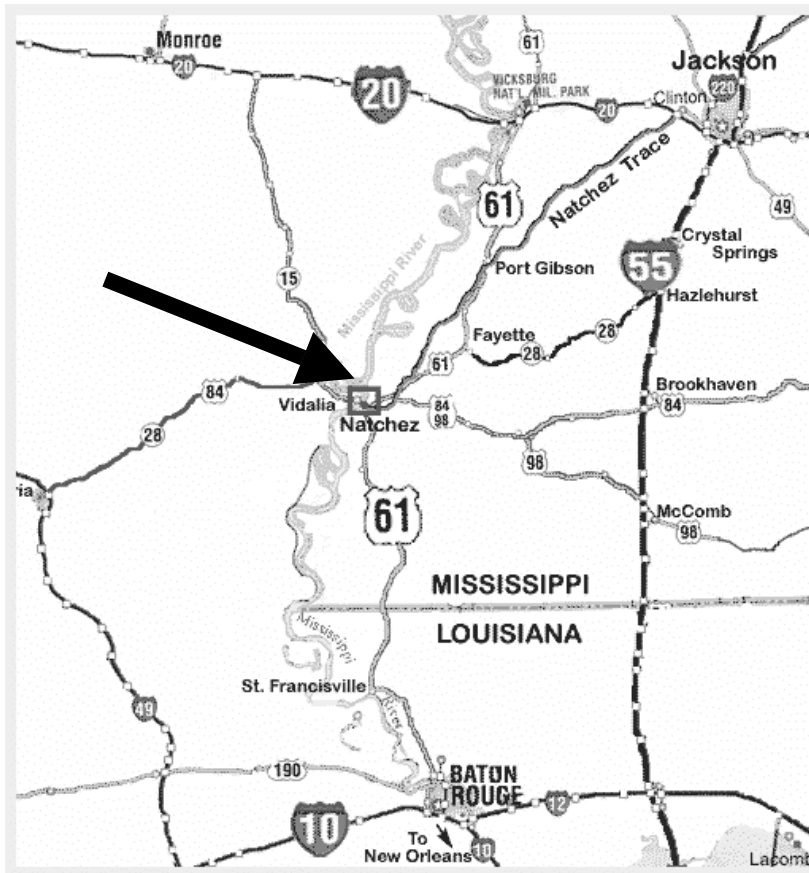 Monroe
61
Jackson
20
20
VICKSBURG
NAT'L. MIL. PARK
220
Clinton
20
61
Natchez Trace
49
Crystal
Springs
Mississippi River
15
Port Gibson
55
Hazlehurst
Fayette
28
28
61
84
Vidalia
Natchez
84
98
Brookhaven
84
28
98
ria
61
McComb
98
MISSISSIPPI
LOUISIANA
Mississippi
River
St. Francisville
49
190
BATON
ROUGE
12
10
To
New Orleans
10
Lacomb